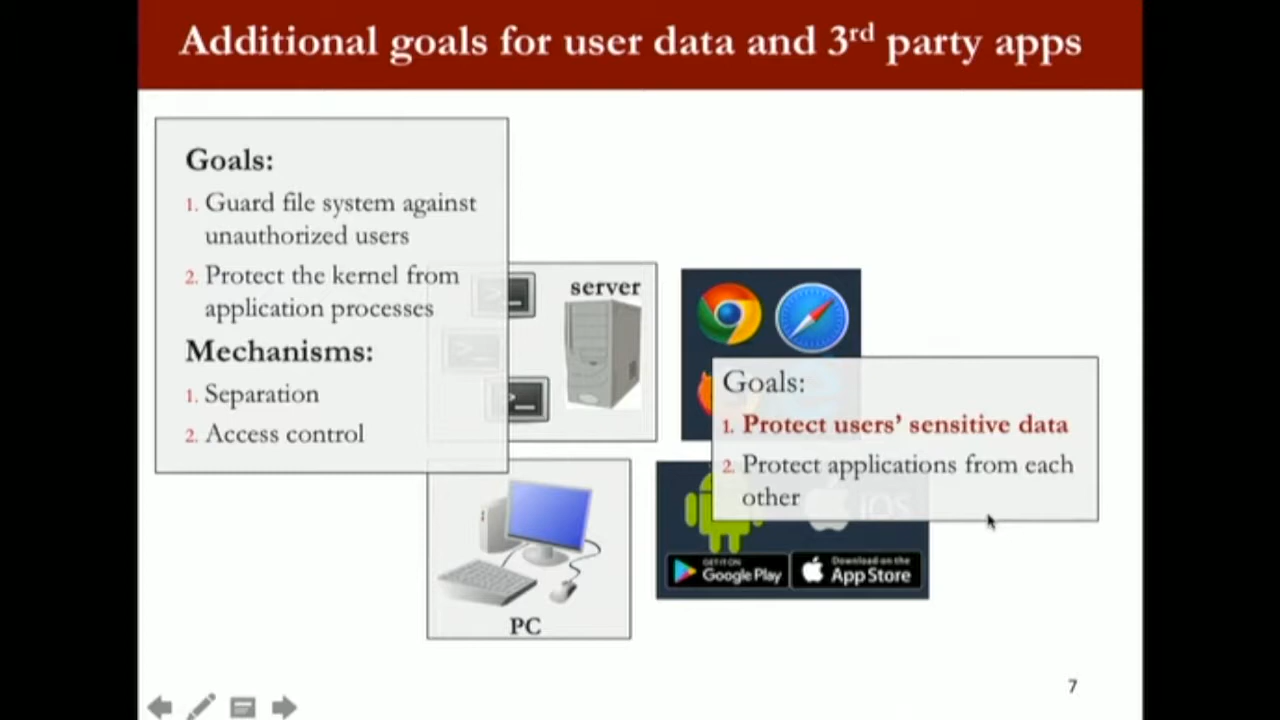 Additional goals for user data and 3rd party apps
Goals:
1. Guard file system against
unauthorized users
2. Protect the kernel from
application processes
Mechanisms:
1. Separation
2. Access control
server
PC
Goals:
1. Protect users’ sensitive data
2. Protect applications from each
other
iOS
GET IT ON
Google Play
Download on the
App Store
7